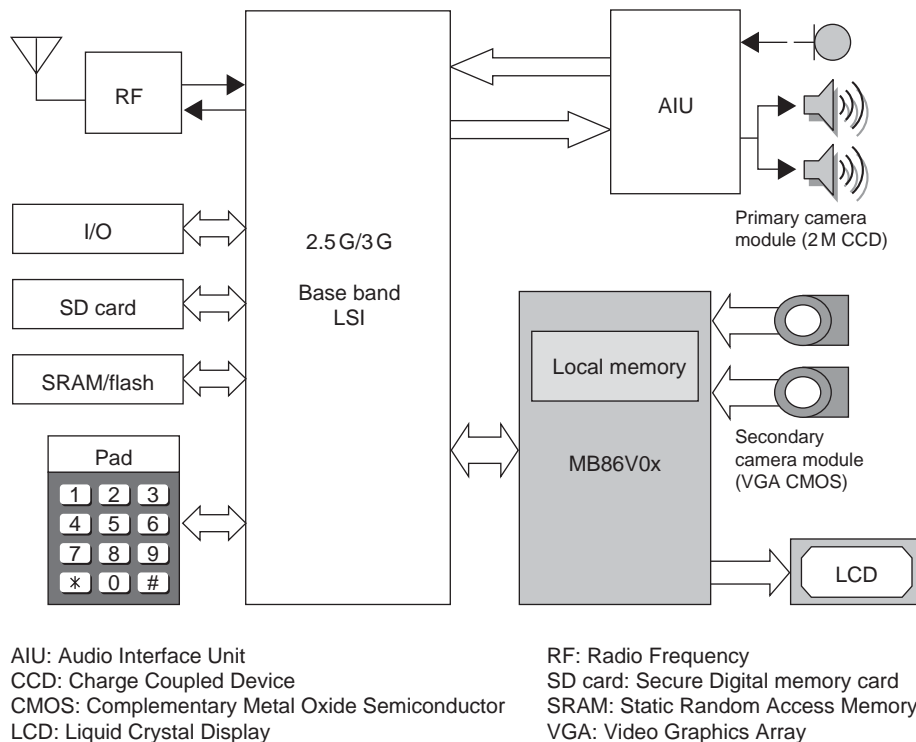 RF
AIU
I/O
SD card
SRAM/flash
2.5 G/3 G
Base band
LSI
Primary camera
module (2 M CCD)
Local memory
MB86V0x
Secondary
camera module
(VGA CMOS)
Pad
1 2 3
4 5 6
7 8 9
* 0 #
LCD
AIU: Audio Interface Unit
CCD: Charge Coupled Device
CMOS: Complementary Metal Oxide Semiconductor
LCD: Liquid Crystal Display
RF: Radio Frequency
SD card: Secure Digital memory card
SRAM: Static Random Access Memory
VGA: Video Graphics Array